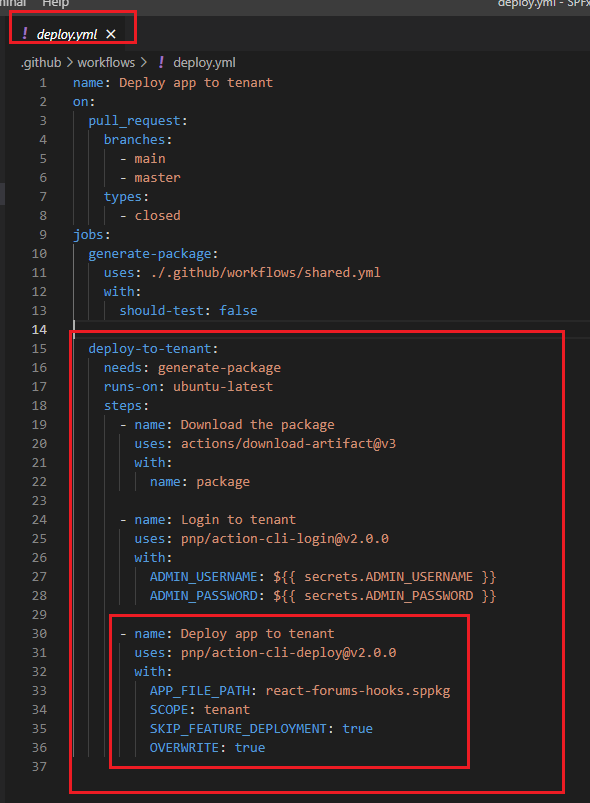 minal Help deploy.yml - SPFx
! deploy.yml ×
.github > workflows > ! deploy.yml
1 name: Deploy app to tenant
2 on:
3 pull_request:
4 branches:
5 - main
6 - master
7 types:
8 - closed
9 jobs:
10 generate-package:
11 uses: ./.github/workflows/shared.yml
12 with:
13 should-test: false
14
15 deploy-to-tenant:
16 needs: generate-package
17 runs-on: ubuntu-latest
18 steps:
19 - name: Download the package
20 uses: actions/download-artifact@v3
21 with:
22 name: package
23
24 - name: Login to tenant
25 uses: pnp/action-cli-login@v2.0.0
26 with:
27 ADMIN_USERNAME: ${{ secrets.ADMIN_USERNAME }}
28 ADMIN_PASSWORD: ${{ secrets.ADMIN_PASSWORD }}
29
30 - name: Deploy app to tenant
31 uses: pnp/action-cli-deploy@v2.0.0
32 with:
33 APP_FILE_PATH: react-forums-hooks.sppkg
34 SCOPE: tenant
35 SKIP_FEATURE_DEPLOYMENT: true
36 OVERWRITE: true
37